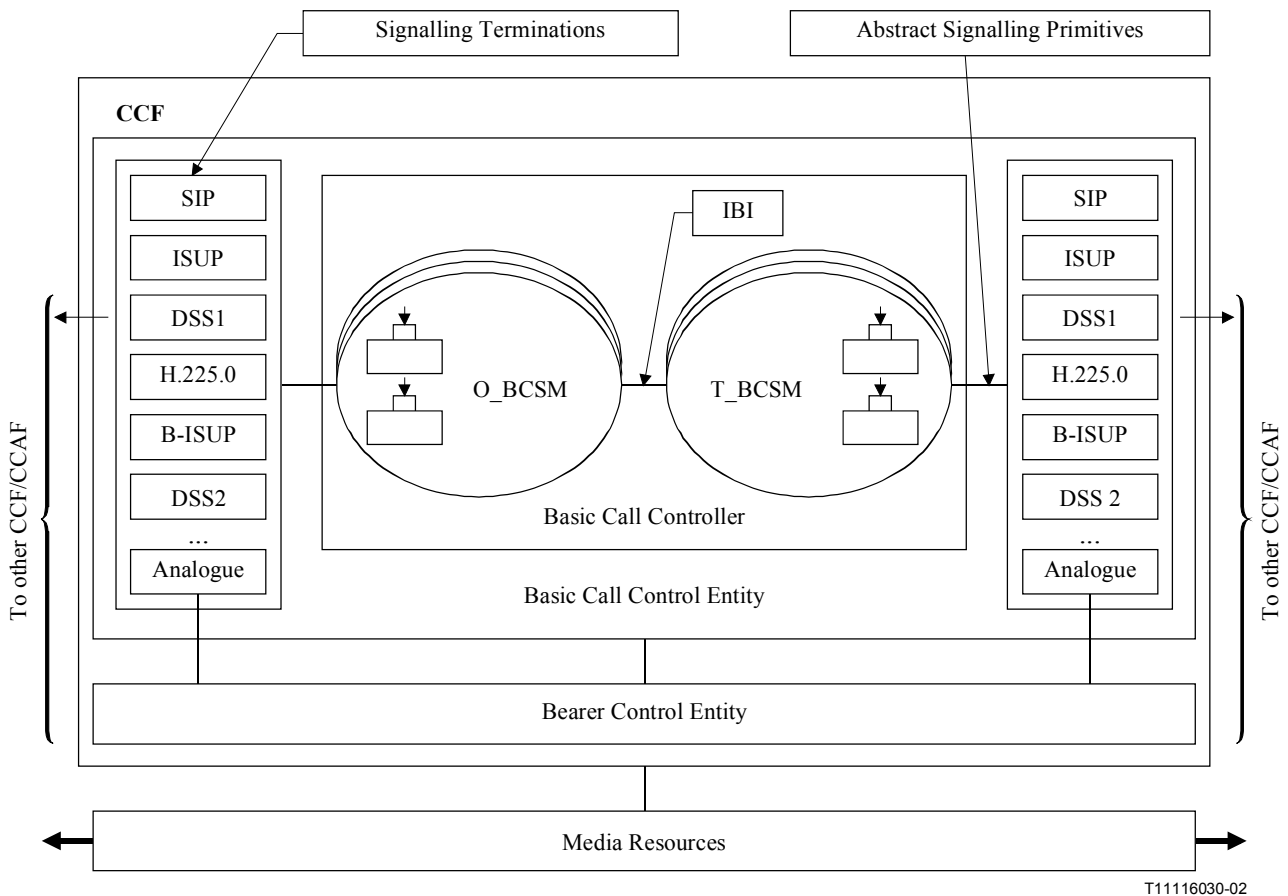 Signalling Terminations
Abstract Signalling Primitives
CCF
SIP
ISUP
DSS1
H.225.0
B-ISUP
DSS2
...
Analogue
IBI
O_BCSM
T_BCSM
Basic Call Controller
Basic Call Control Entity
SIP
ISUP
DSS1
H.225.0
B-ISUP
DSS 2
...
Analogue
To other CCF/CCAF
To other CCF/CCAF
Bearer Control Entity
Media Resources
T11116030-02